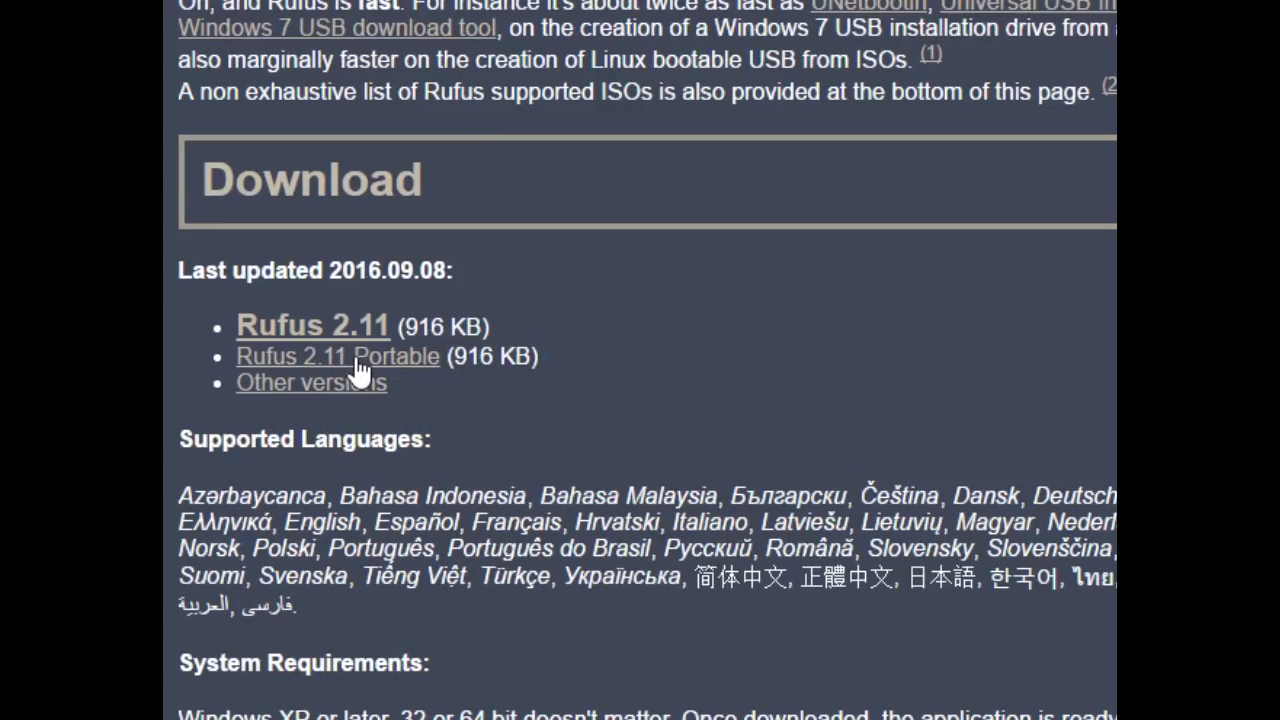 Oh, and Rufus is fast. For instance it's about twice as fast as UNetbootin, Universal USB In
Windows 7 USB download tool, on the creation of a Windows 7 USB installation drive from a
also marginally faster on the creation of Linux bootable USB from ISOs. (1)
A non exhaustive list of Rufus supported ISOs is also provided at the bottom of this page. (2
Download
Last updated 2016.09.08:
• Rufus 2.11 (916 KB)
• Rufus 2.11 Portable (916 KB)
• Other versions
Supported Languages:
Azərbaycanca, Bahasa Indonesia, Bahasa Malaysia, Български, Čeština, Dansk, Deutsch
Ελληνικά, English, Español, Français, Hrvatski, Italiano, Latviešu, Lietuvių, Magyar, Nederl
Norsk, Polski, Português, Português do Brasil, Русский, Română, Slovensky, Slovenščina,
Suomi, Svenska, Tiếng Việt, Türkçe, Українська, 简体中文, 正體中文, 日本語, 한국어, ไทย,
العربية, فارسی.
System Requirements:
Windows XP or later, 32 or 64 bit doesn't matter. Once downloaded, the application is ready